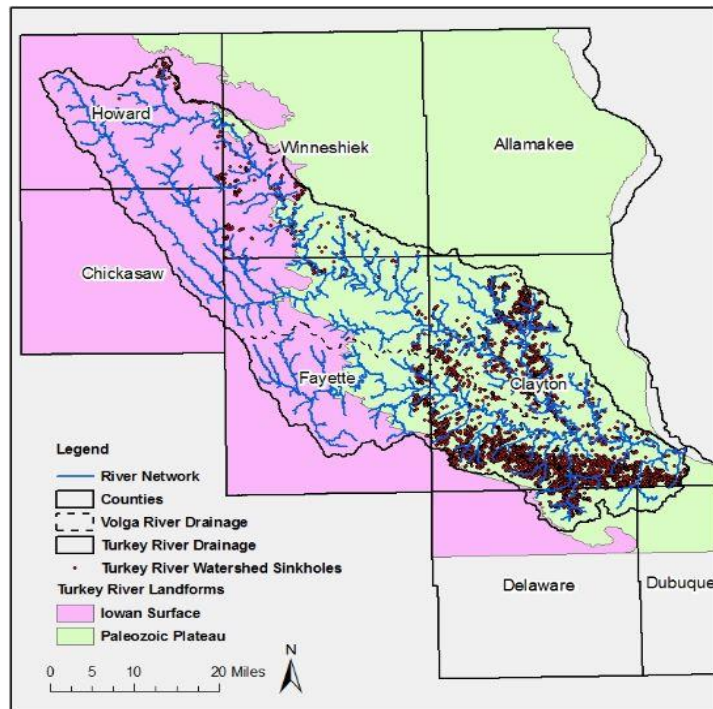 Howard
Winneshiek
Allamakee
Chickasaw
Fayette
Clayton
Legend
River Network
Counties
Volga River Drainage
Turkey River Drainage
Turkey River Watershed Sinkholes
Turkey River Landforms
Iowan Surface
Paleozoic Plateau
Delaware
Dubuque
N
0 5 10 20 Miles